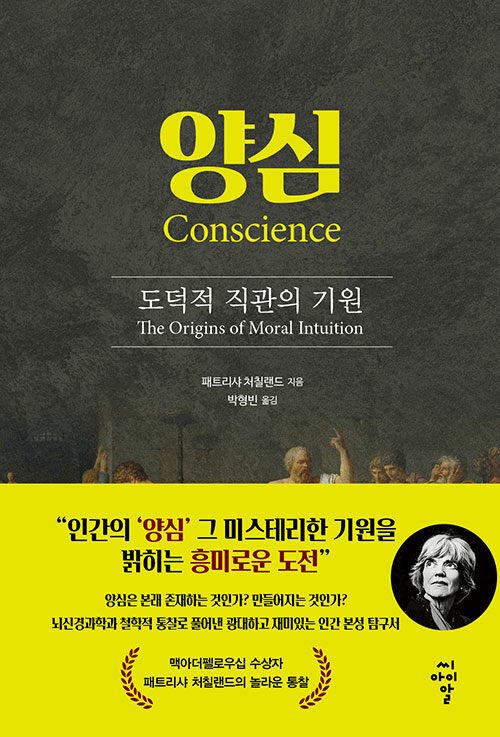 양심
Conscience
도덕적 직관의 기원
The Origins of Moral Intuition
패트리샤 처칠랜드 지음
박형빈 옮김
“인간의 ‘양심’ 그 미스테리한 기원을
밝히는 흥미로운 도전”
양심은 본래 존재하는 것인가? 만들어지는 것인가?
뇌신경과학과 철학적 통찰로 풀어낸 광대하고 재미있는 인간 본성 탐구서
맥아더펠로우십 수상자
패트리샤 처칠랜드의 놀라운 통찰
씨
아이
알